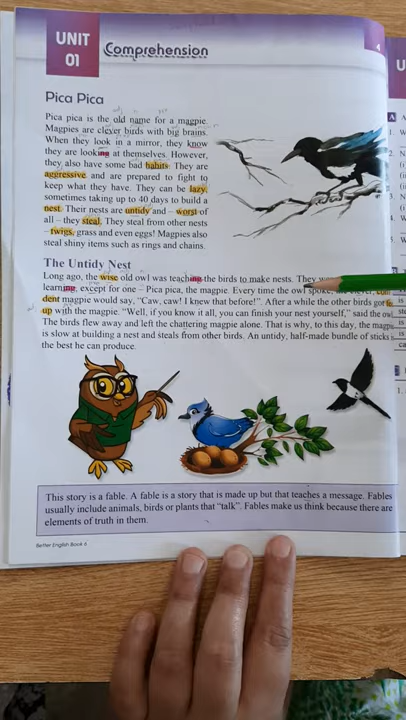 UNIT
01
Comprehension
4
Pica Pica
Pica pica is the old name for a magpie.
Magpies are clever birds with big brains.
When they look in a mirror, they know
they are looking at themselves. However,
they also have some bad habits. They are
aggressive and are prepared to fight to
keep what they have. They can be lazy,
sometimes taking up to 40 days to build a
nest. Their nests are untidy and – worst of
all – they steal. They steal from other nests
– twigs, grass and even eggs! Magpies also
steal shiny items such as rings and chains.
The Untidy Nest
Long ago, the wise old owl was teaching the birds to make nests. They
learning, except for one – Pica pica, the magpie. Every time the owl spoke,
dent magpie would say, “Caw, caw! I knew that before!”. After a while the other birds got
up with the magpie. “Well, if you know it all, you can finish your nest yourself,” said the
The birds flew away and left the chattering magpie alone. That is why, to this day, the
is slow at building a nest and steals from other birds. An untidy, half-made bundle of sticks
the best he can produce.
This story is a fable. A fable is a story that is made up but that teaches a message. Fables
usually include animals, birds or plants that “talk”. Fables make us think because there are
elements of truth in them.
Better English Book 6
U
A
1.
2.
3.
4.
5.